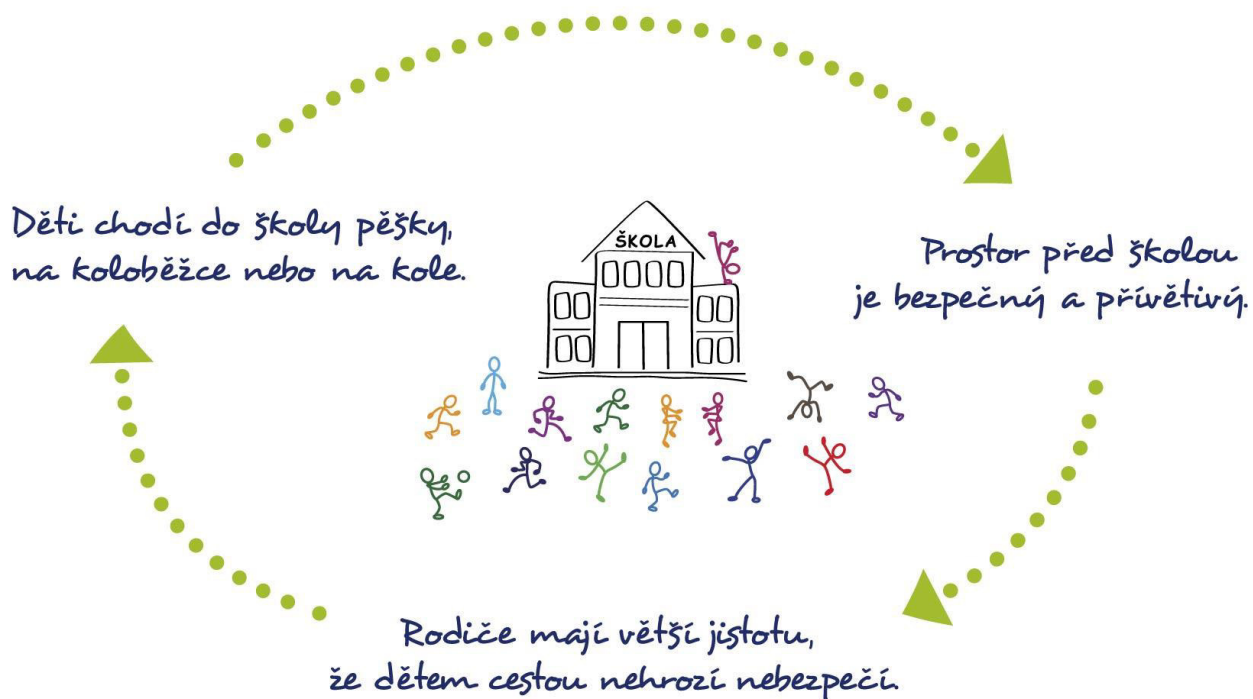 Děti chodí do školy pěšky,
na koloběžce nebo na kole.
ŠKOLA
Prostor před školou
je bezpečný a přívětivý.
Rodiče mají větší jistotu,
že dětem cestou nehrozí nebezpečí.